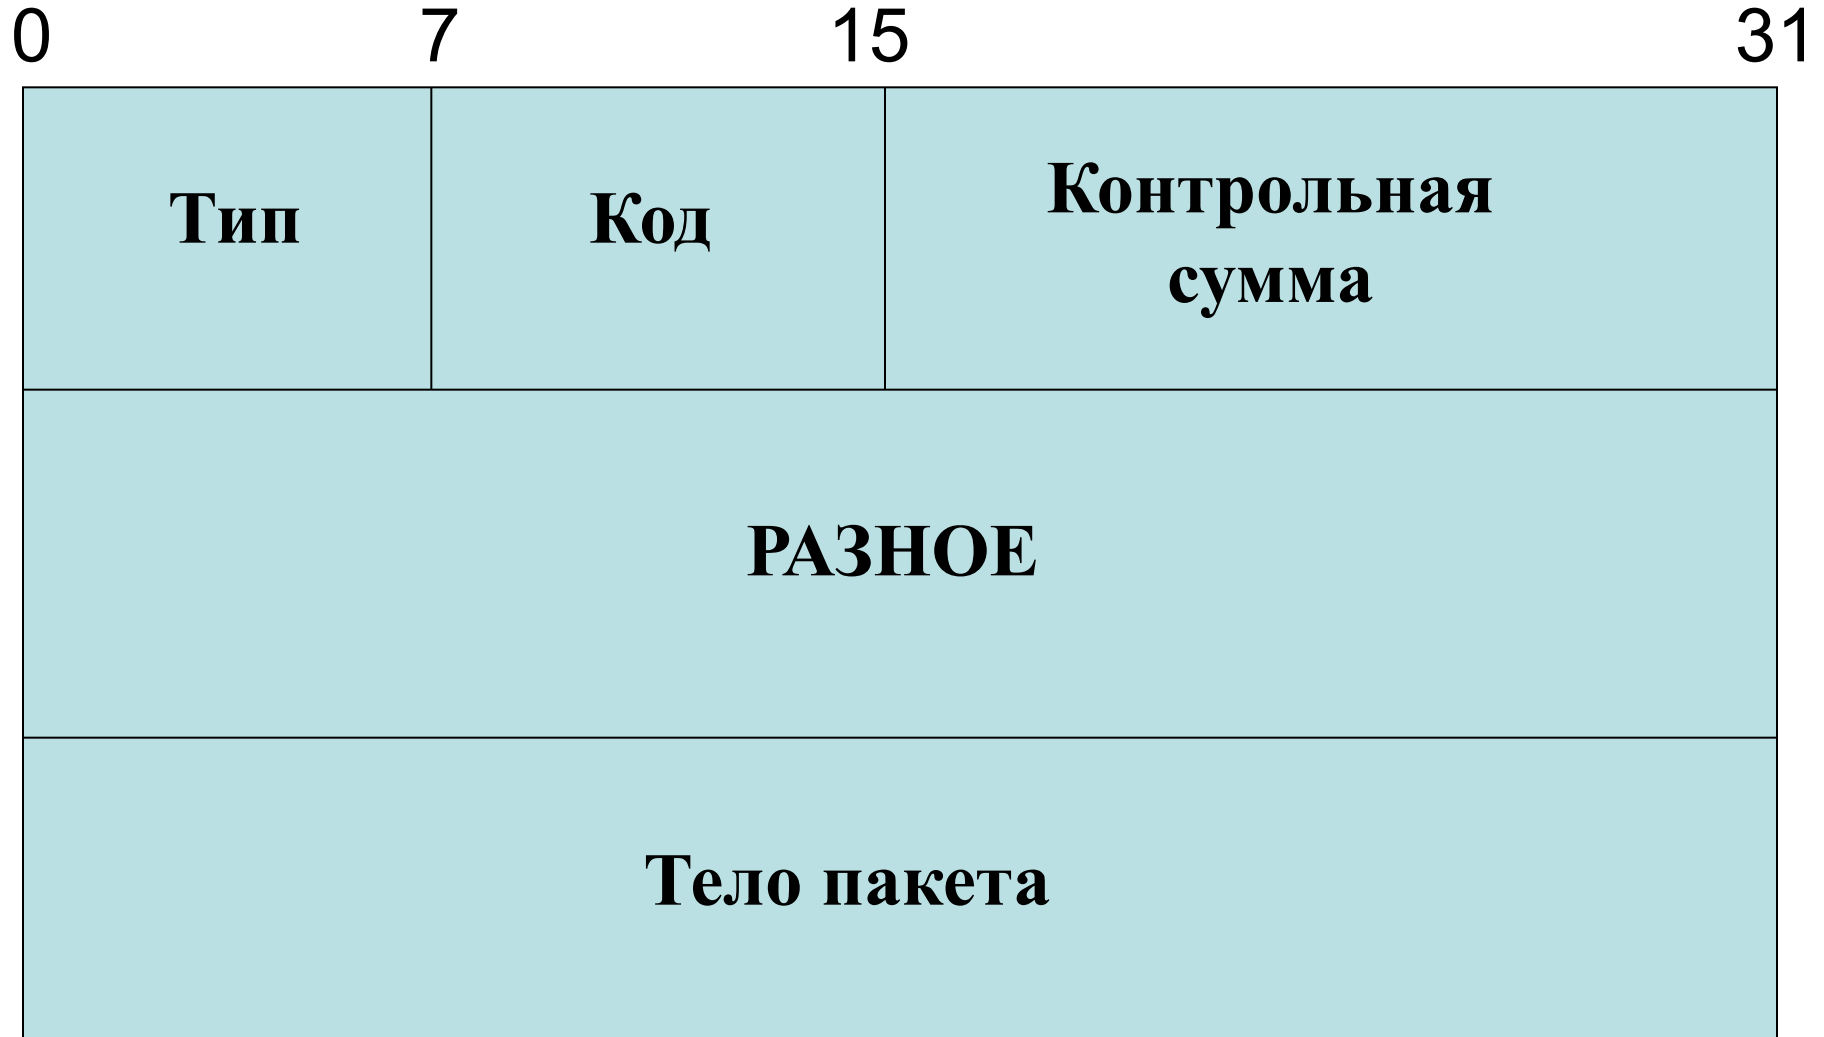 0 7 15 31
Тип Код Контрольная
сумма
РАЗНОЕ
Тело пакета